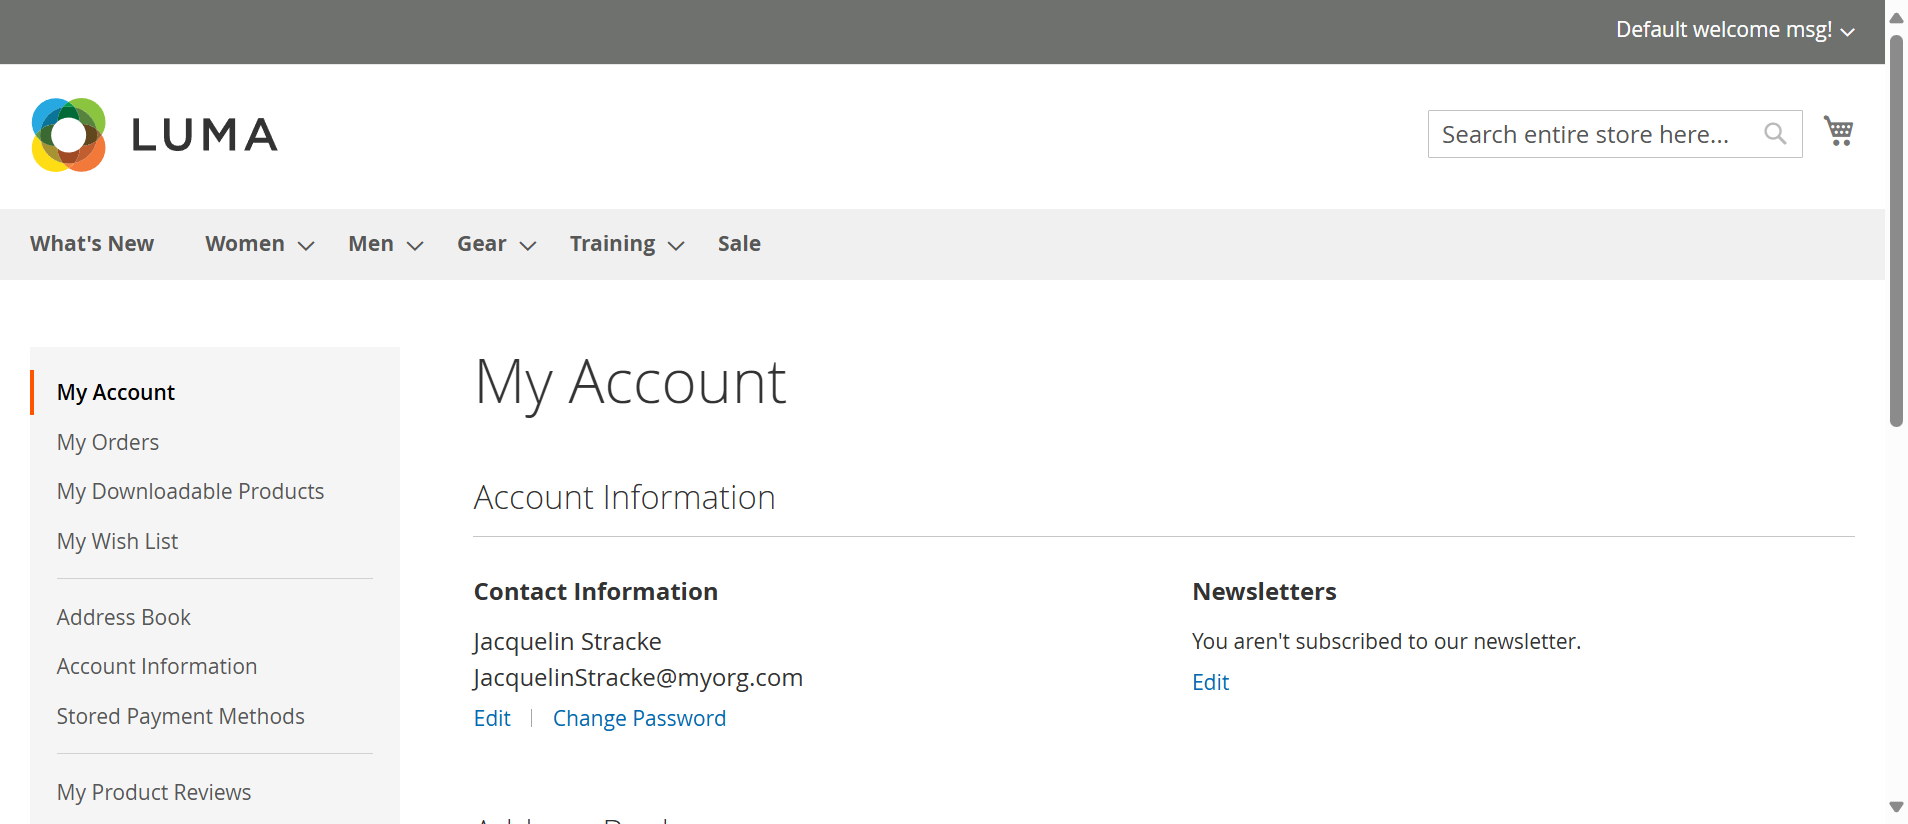 Default welcome msg!
LUMA
Search entire store here...
What's New Women Men Gear Training Sale
My Account
My Orders
My Downloadable Products
My Wish List
Address Book
Account Information
Stored Payment Methods
My Product Reviews
My Account
Account Information
Contact Information
Jacquelin Stracke
JacquelinStracke@myorg.com
Edit Change Password
Newsletters
You aren't subscribed to our newsletter.
Edit